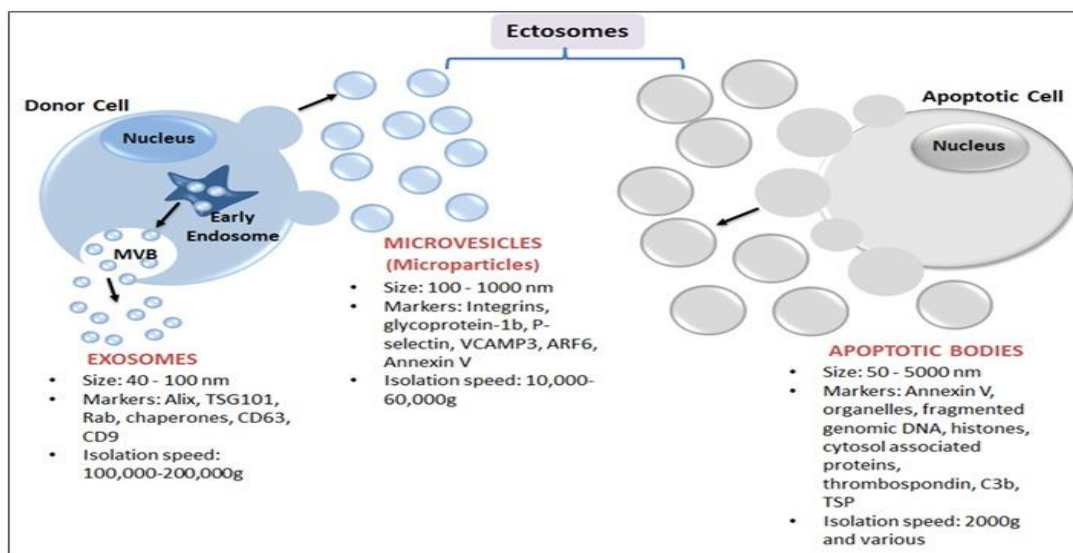 Ectosomes
Donor Cell
Nucleus
Early
Endosome
MVB
EXOSOMES
• Size: 40 - 100 nm
• Markers: Alix, TSG101,
Rab, chaperones, CD63,
CD9
• Isolation speed:
100,000-200,000g
MICROVESICLES
(Microparticles)
• Size: 100 - 1000 nm
• Markers: Integrins,
glycoprotein-1b, P-
selectin, VCAMP3, ARF6,
Annexin V
• Isolation speed: 10,000-
60,000g
Apoptotic Cell
Nucleus
APOPTOTIC BODIES
• Size: 50 - 5000 nm
• Markers: Annexin V,
organelles, fragmented
genomic DNA, histones,
cytosol associated
proteins,
thrombospondin, C3b,
TSP
• Isolation speed: 2000g
and various